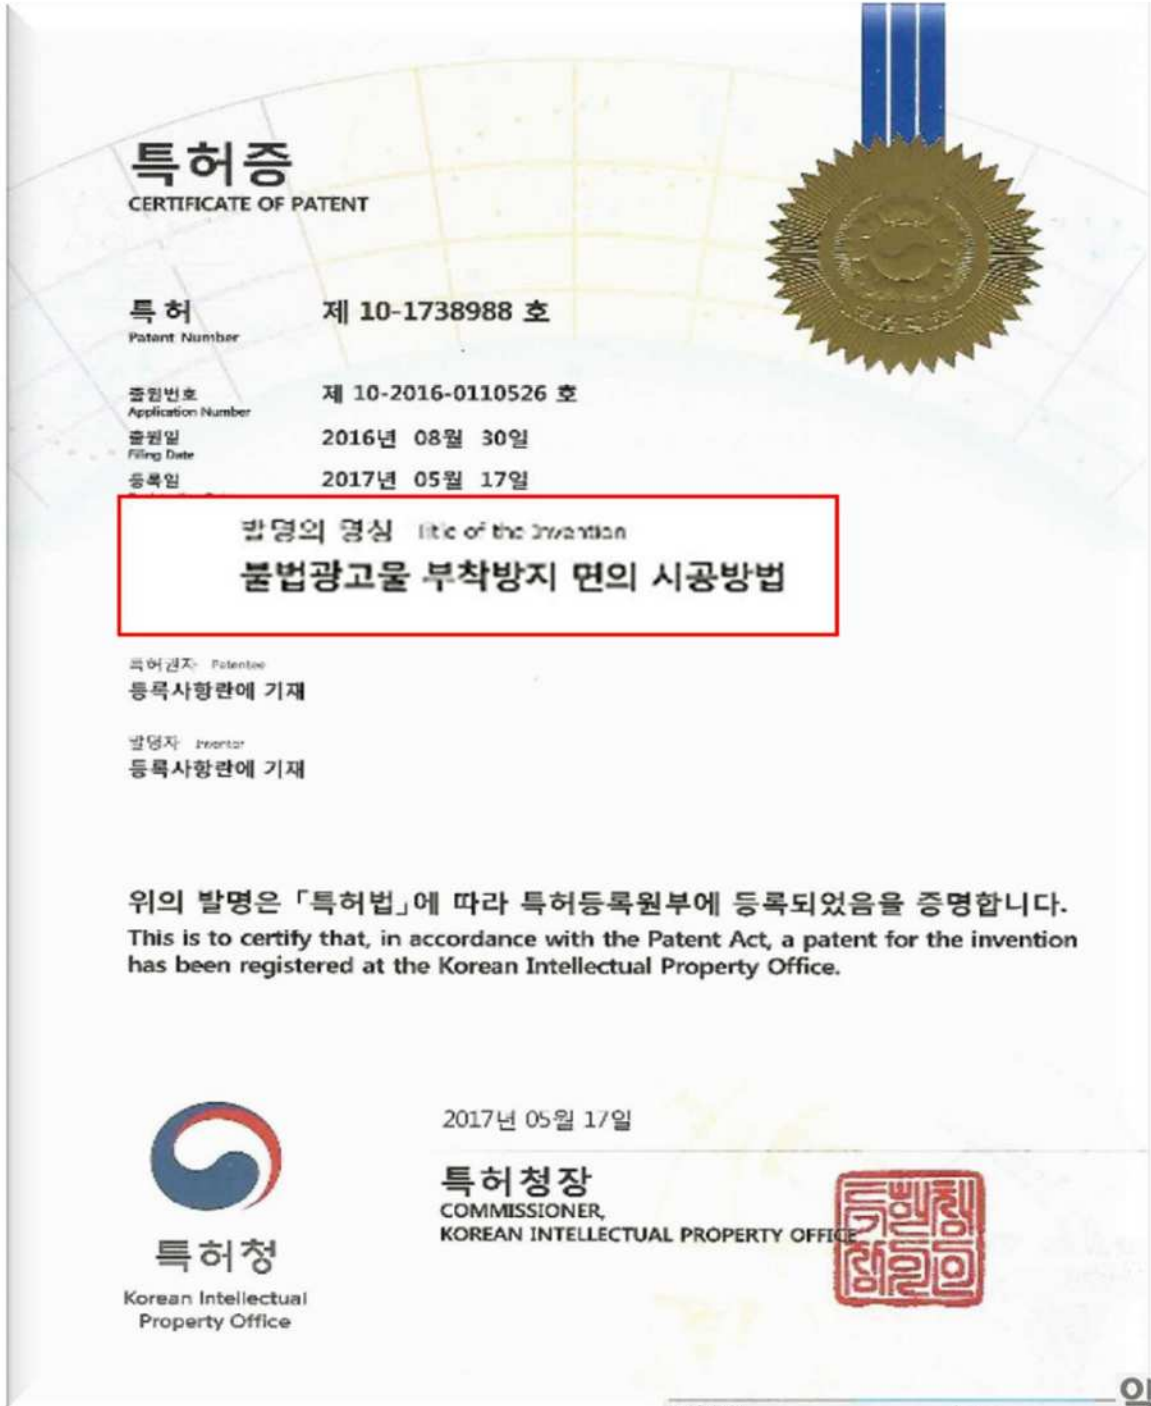 특허증
CERTIFICATE OF PATENT
특허 제 10-1738988 호
Patent Number
출원번호 제 10-2016-0110526 호
Application Number
출원일 2016년 08월 30일
Filing Date
등록일 2017년 05월 17일
발명의 명칭 Title of the Invention
불법광고물 부착방지 면의 시공방법
특허권자 Patentee
등록사항란에 기재
발명자 Inventor
등록사항란에 기재
위의 발명은 「특허법」에 따라 특허등록원부에 등록되었음을 증명합니다.
This is to certify that, in accordance with the Patent Act, a patent for the invention
has been registered at the Korean Intellectual Property Office.
2017년 05월 17일
특허청장
COMMISSIONER,
KOREAN INTELLECTUAL PROPERTY OFFICE
특허청
Korean Intellectual
Property Office